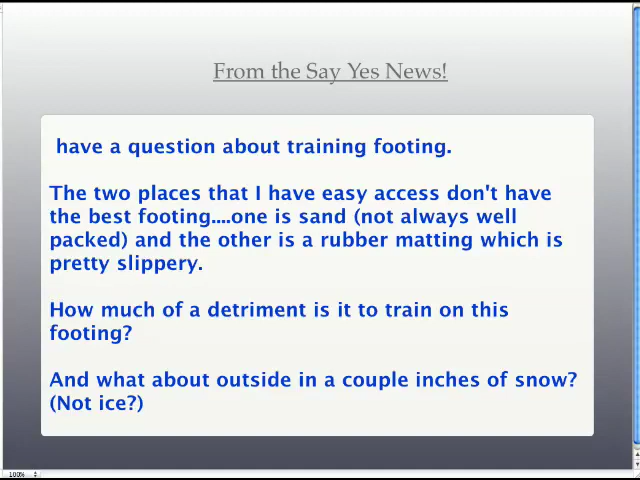 From the Say Yes News!
have a question about training footing.
The two places that I have easy access don't have
the best footing....one is sand (not always well
packed) and the other is a rubber matting which is
pretty slippery.
How much of a detriment is it to train on this
footing?
And what about outside in a couple inches of snow?
(Not ice?)
100%